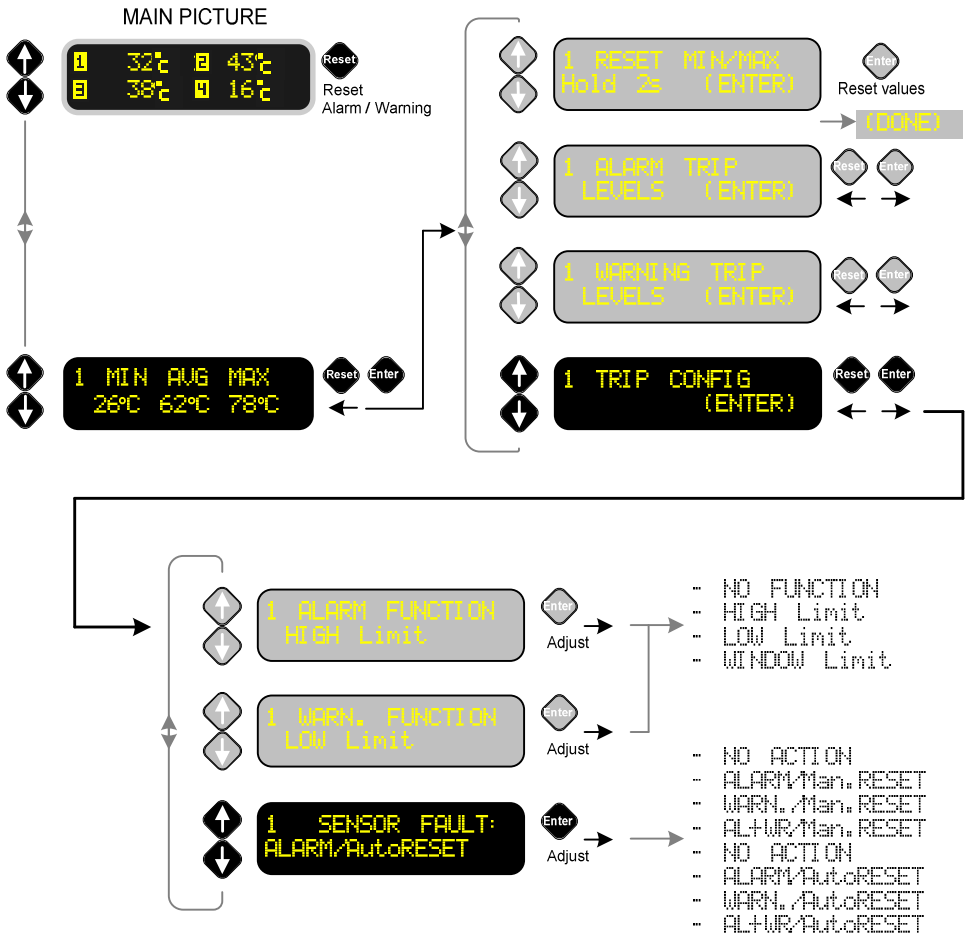 MAIN PICTURE
1 32°c 2 43°c
3 38°c 4 16°c
Reset
Reset
Alarm / Warning
1 RESET MIN/MAX
Hold 2s (ENTER)
Enter
Reset values
(DONE)
1 ALARM TRIP
LEVELS (ENTER)
Reset Enter
1 WARNING TRIP
LEVELS (ENTER)
Reset Enter
1 MIN AVG MAX
26°C 62°C 78°C
Reset Enter
1 TRIP CONFIG
(ENTER)
Reset Enter
1 ALARM FUNCTION
HIGH Limit
Enter
Adjust
- NO FUNCTION
- HIGH Limit
- LOW Limit
- WINDOW Limit
1 WARN. FUNCTION
LOW Limit
Enter
Adjust
1 SENSOR FAULT:
ALARM/AutoRESET
Enter
Adjust
- NO ACTION
- ALARM/Man.RESET
- WARN./Man.RESET
- AL+WR/Man.RESET
- NO ACTION
- ALARM/AutoRESET
- WARN./AutoRESET
- AL+WR/AutoRESET